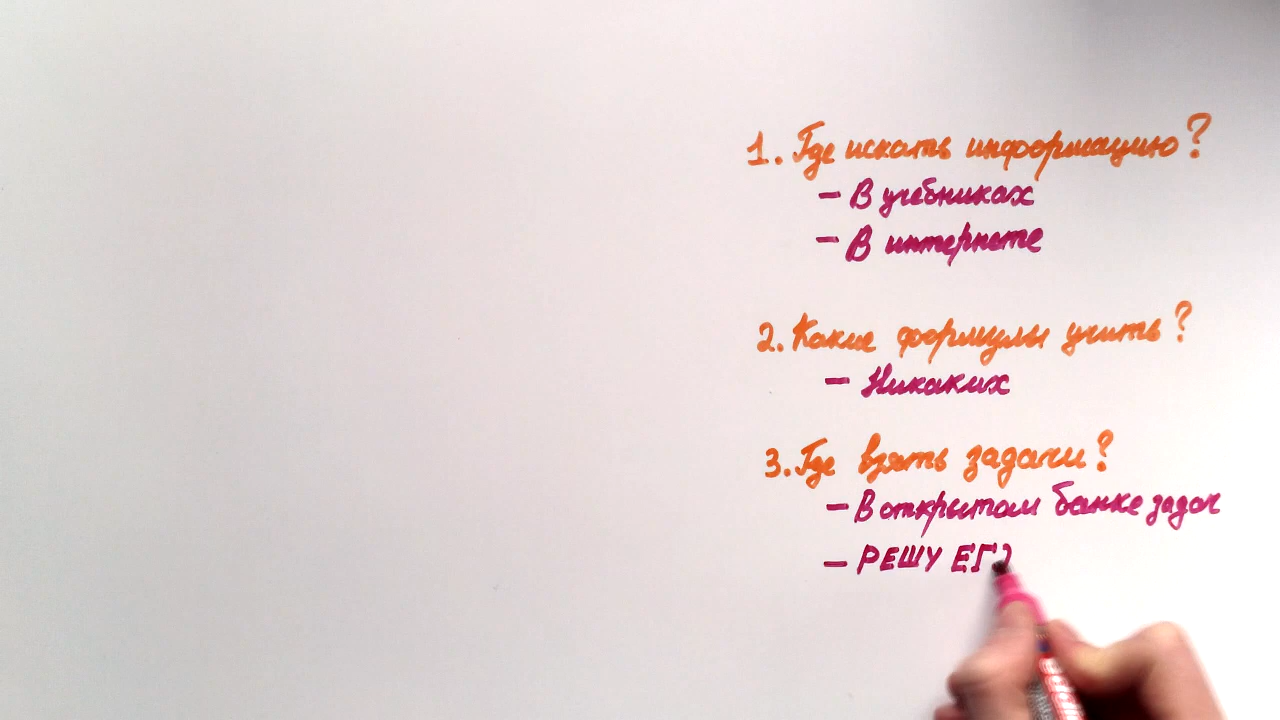 1. Где искать информацию?
- В учебниках
- В интернете
2. Какие формулы учить?
- Никаких
3. Где взять задачи?
- В открытом банке задач
- РЕШУ ЕГЭ